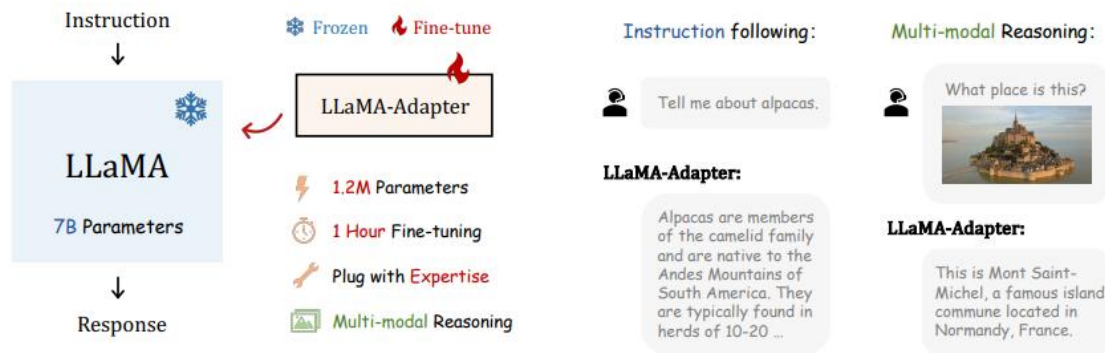 Instruction
LLaMA
7B Parameters
Response
Frozen
Fine-tune
LLaMA-Adapter
1.2M Parameters
1 Hour Fine-tuning
Plug with Expertise
Multi-modal Reasoning
Instruction following:
Tell me about alpacas.
LLaMA-Adapter:
Alpacas are members
of the camelid family
and are native to the
Andes Mountains of
South America. They
are typically found in
herds of 10-20 ...
Multi-modal Reasoning:
What place is this?
LLaMA-Adapter:
This is Mont Saint-
Michel, a famous island
commune located in
Normandy, France.